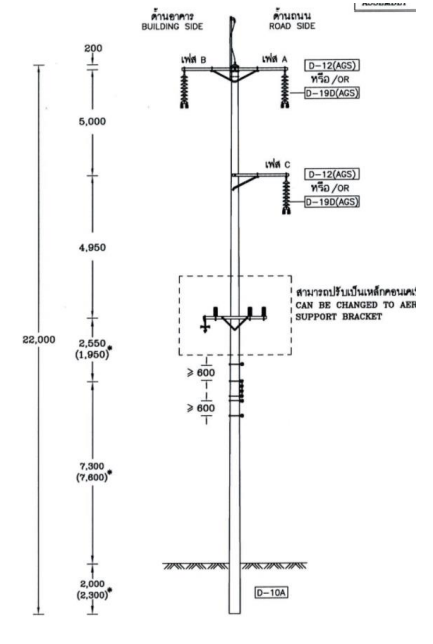 ASSEMBLY
ด้านอาคาร
BUILDING SIDE
ด้านถนน
ROAD SIDE
200
เฟส B
เฟส A
D-12(AGS)
หรือ/OR
D-19D(AGS)
5,000
เฟส C
D-12(AGS)
หรือ/OR
D-19D(AGS)
4,950
สามารถปรับเป็นเหล็กคอนเค
CAN BE CHANGED TO AER
SUPPORT BRACKET
22,000
2,550
(1,950)*
≥ 600
≥ 600
7,300
(7,600)*
2,000
(2,300)*
D-10A